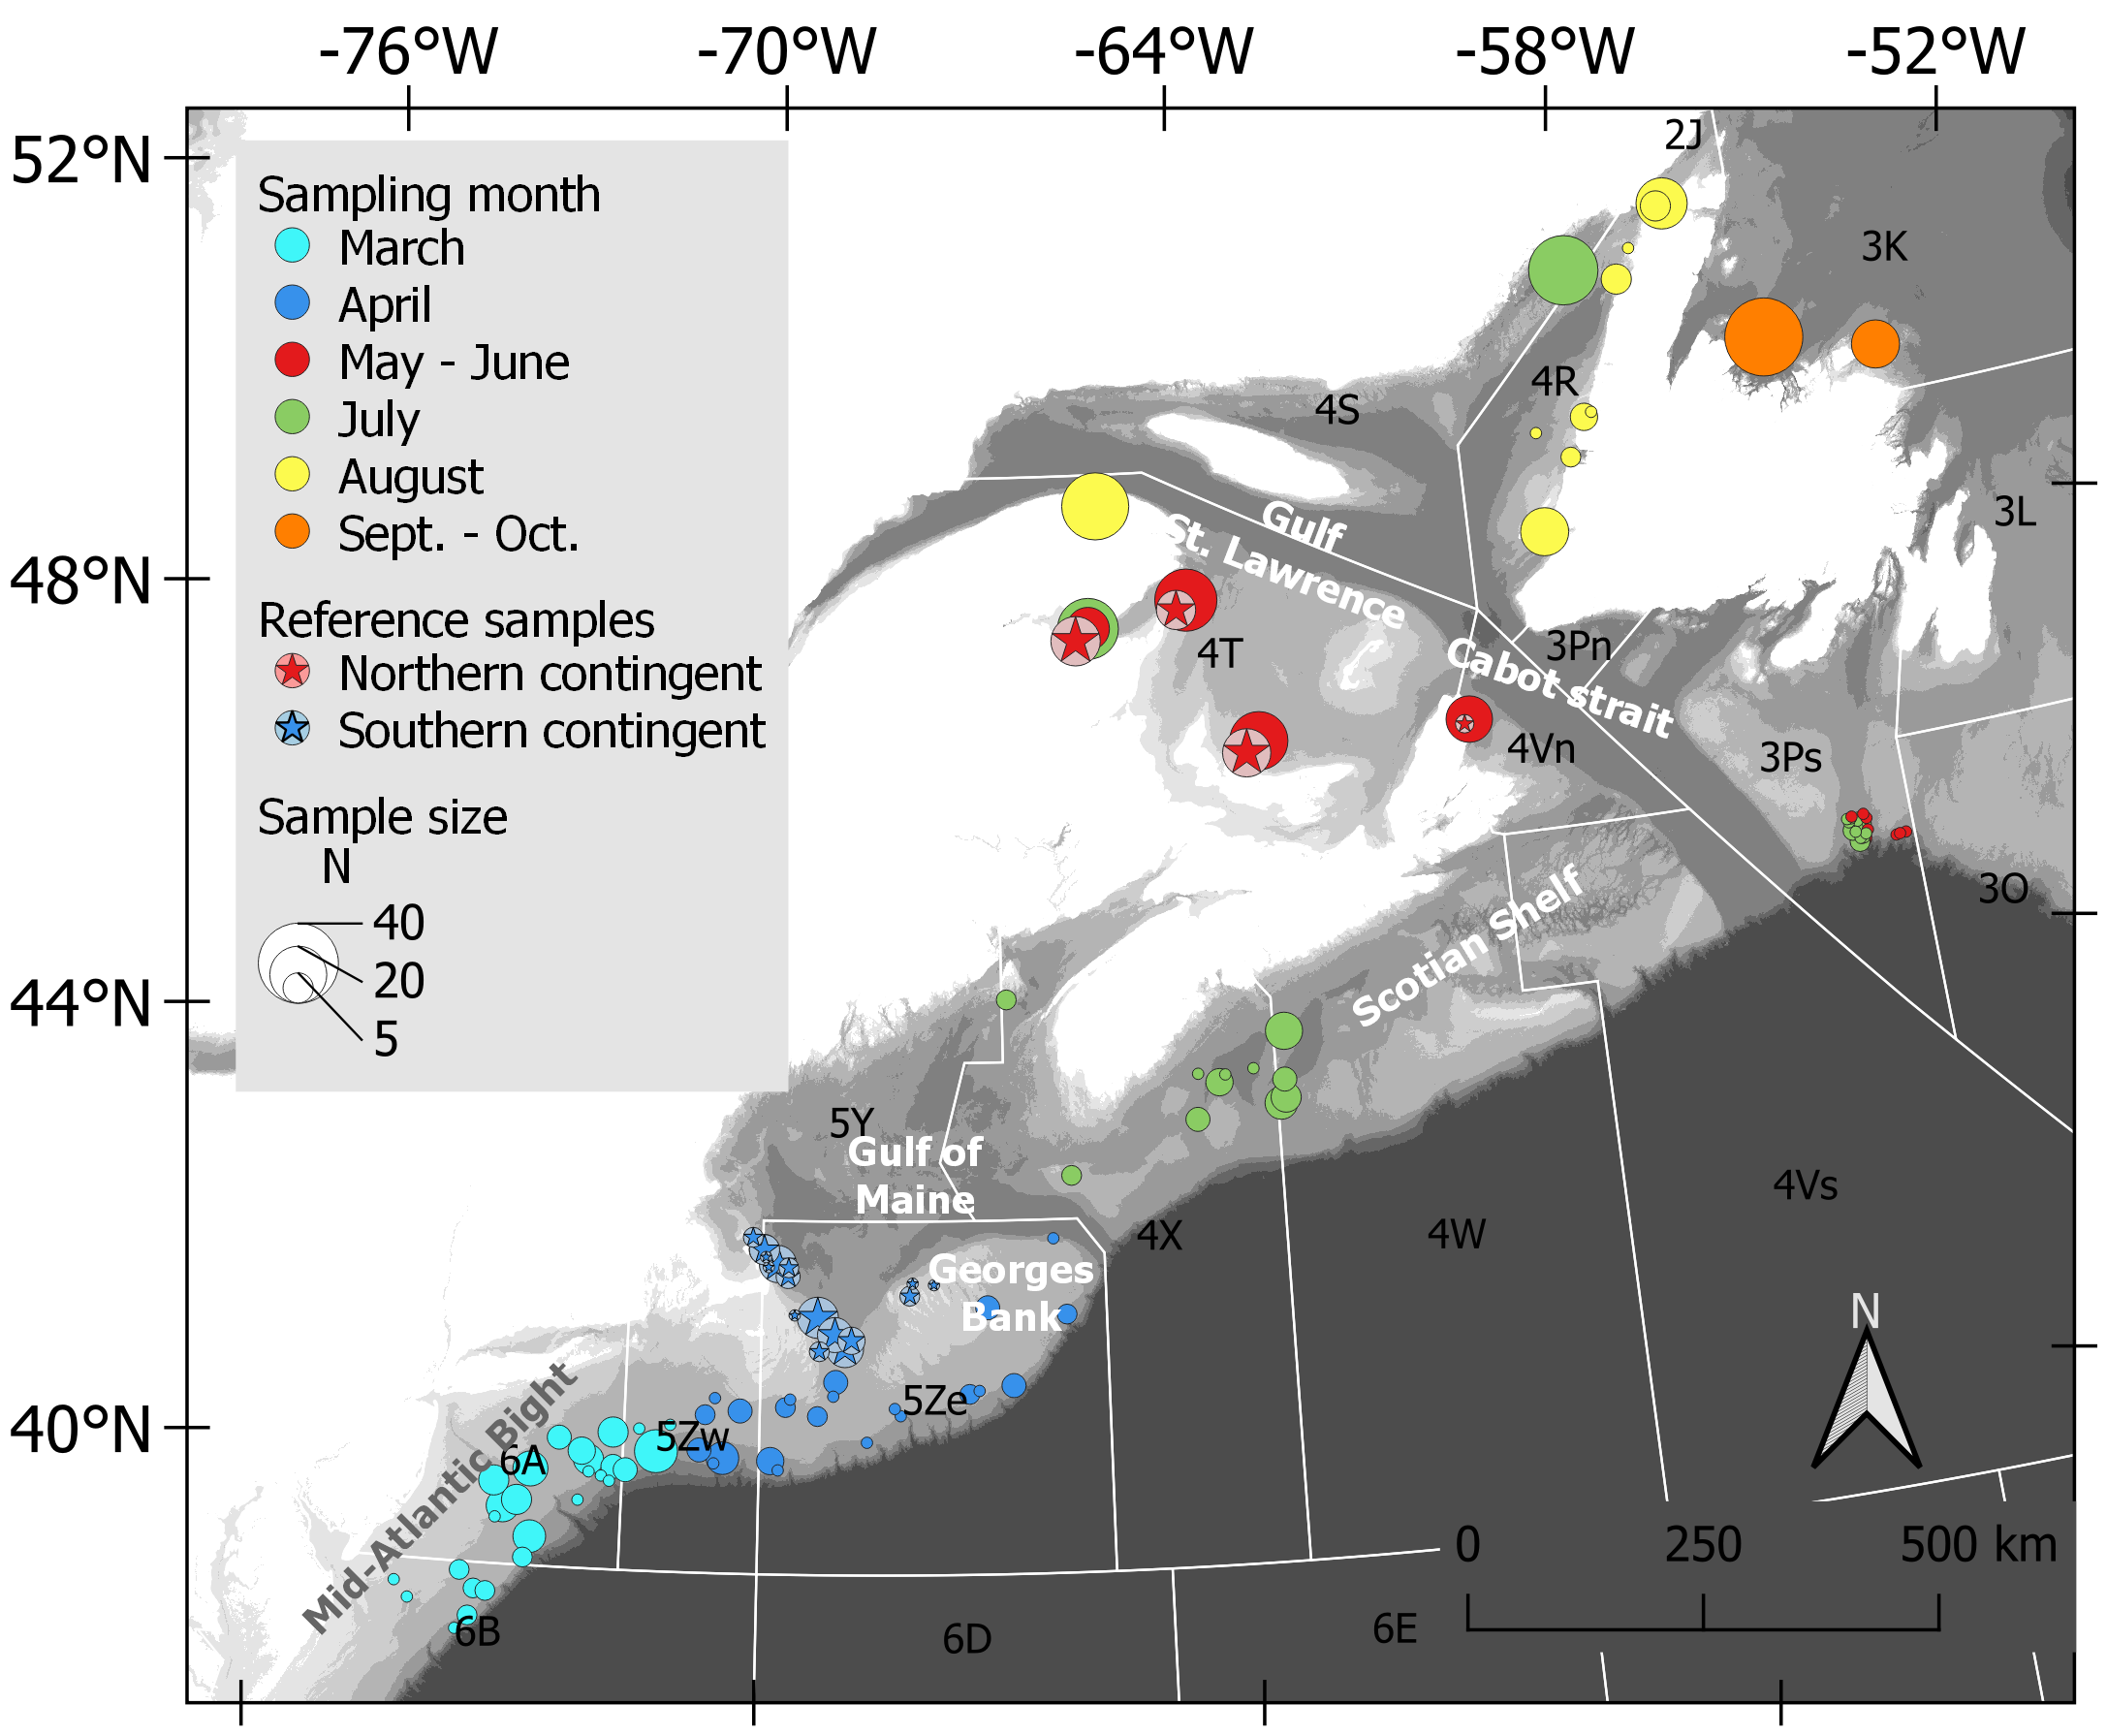 -76°W -70°W -64°W -58°W -52°W
52°N
48°N
44°N
40°N
Sampling month
March
April
May - June
July
August
Sept. - Oct.
Reference samples
Northern contingent
Southern contingent
Sample size
N
40
20
5
2J
3K
4R
4S
3L
Gulf
St. Lawrence
4T
3Pn
Cabot strait
4Vn
3Ps
3O
Scotian Shelf
5Y
Gulf of
Maine
4X
4W
4Vs
Georges
Bank
5Ze
5Zw
6A
Mid-Atlantic Bight
6B
6D
6E
N
0 250 500 km